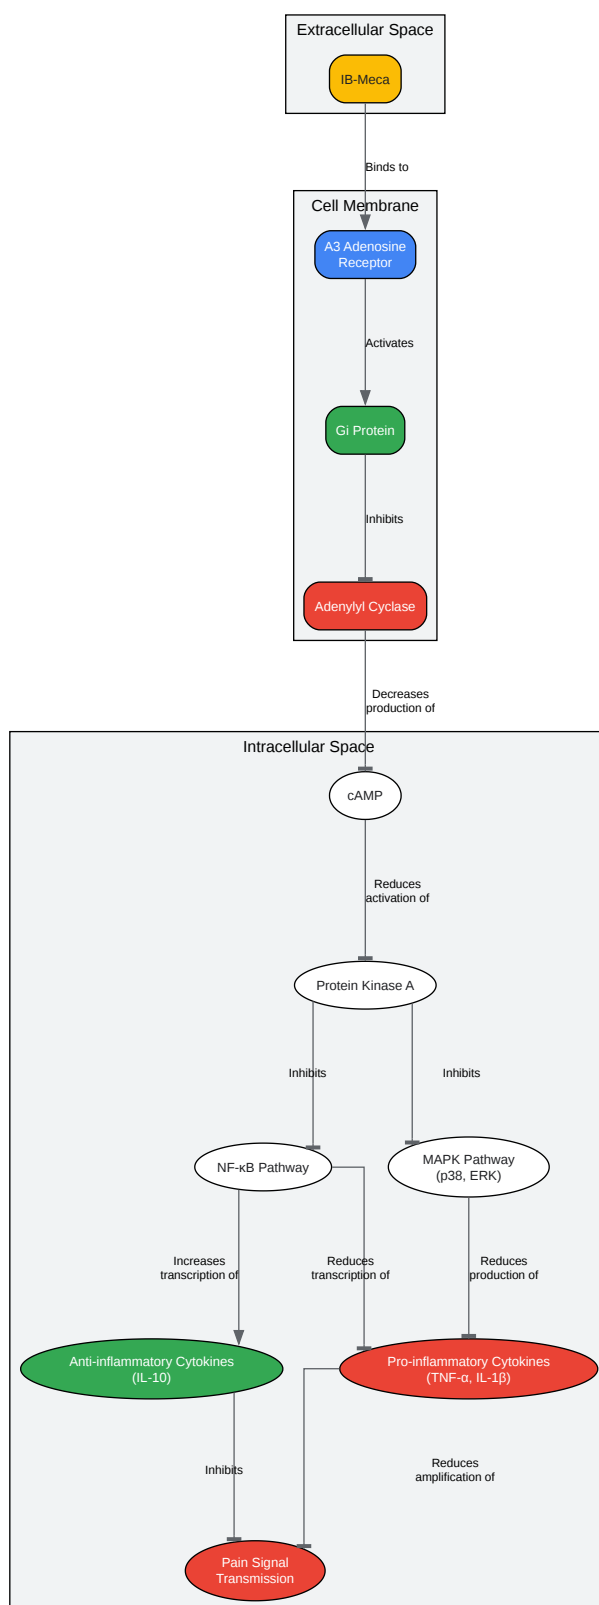 Extracellular Space
IB-Meca
Binds to
Cell Membrane
A3 Adenosine
Receptor
Activates
Gi Protein
Inhibits
Adenylyl Cyclase
Decreases
production of
Intracellular Space
cAMP
Reduces
activation of
Protein Kinase A
Inhibits
Inhibits
NF-κB Pathway
MAPK Pathway
(p38, ERK)
Increases
transcription of
Reduces
transcription of
Reduces
production of
Anti-inflammatory Cytokines
(IL-10)
Pro-inflammatory Cytokines
(TNF-α, IL-1β)
Inhibits
Reduces
amplification of
Pain Signal
Transmission